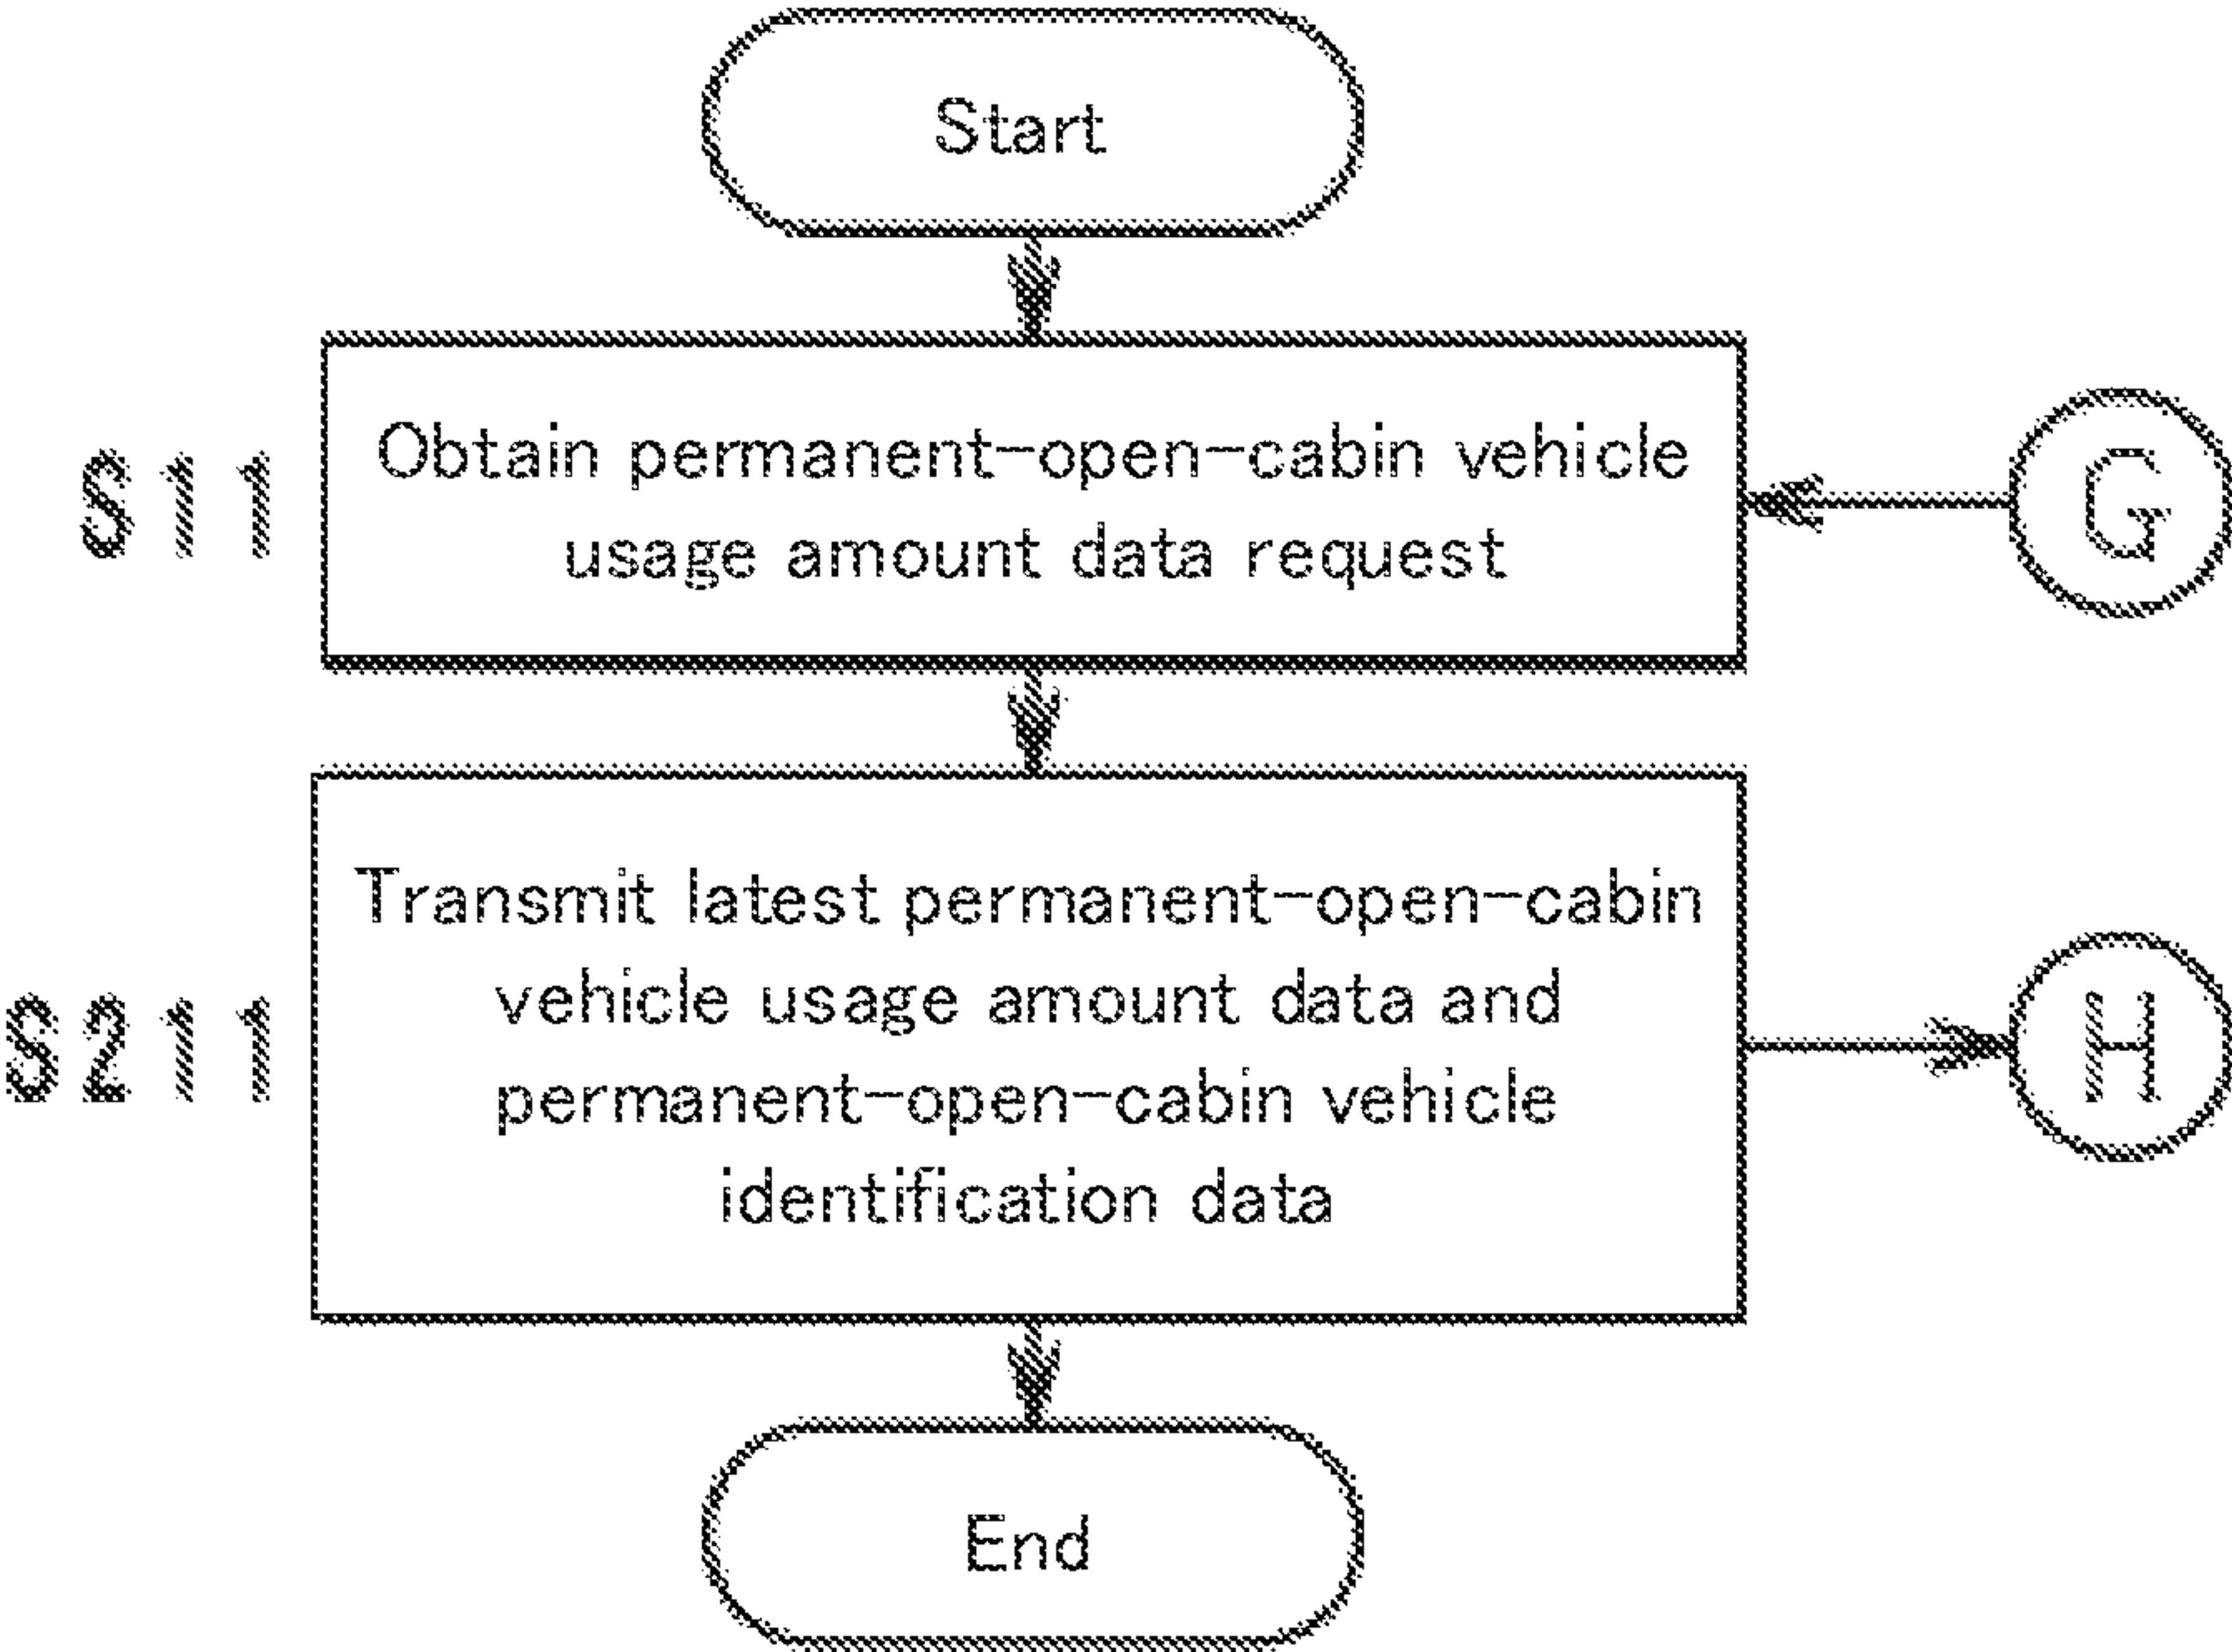 Start
S11
Obtain permanent-open-cabin vehicle
usage amount data request
G
S211
Transmit latest permanent-open-cabin
vehicle usage amount data and
permanent-open-cabin vehicle
identification data
H
End